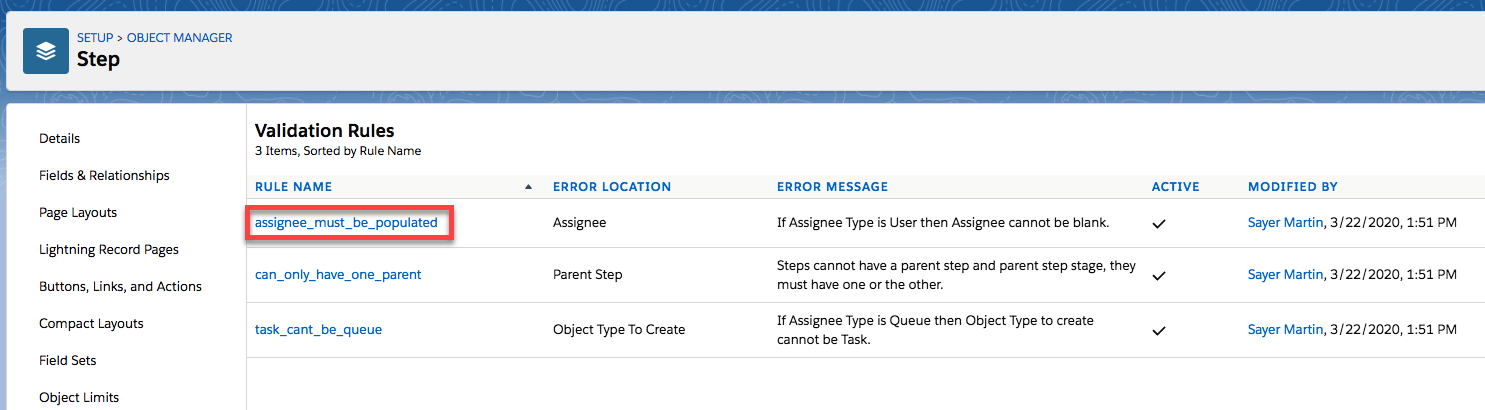 SETUP > OBJECT MANAGER
Step
Details
Fields & Relationships
Page Layouts
Lightning Record Pages
Buttons, Links, and Actions
Compact Layouts
Field Sets
Object Limits
Validation Rules
3 Items, Sorted by Rule Name
RULE NAME ERROR LOCATION ERROR MESSAGE ACTIVE MODIFIED BY
assignee_must_be_populated Assignee If Assignee Type is User then Assignee cannot be blank. Sayer Martin, 3/22/2020, 1:51 PM
can_only_have_one_parent Parent Step Steps cannot have a parent step and parent step stage, they Sayer Martin, 3/22/2020, 1:51 PM
must have one or the other.
task_cant_be_queue Object Type To Create If Assignee Type is Queue then Object Type to create Sayer Martin, 3/22/2020, 1:51 PM
cannot be Task.